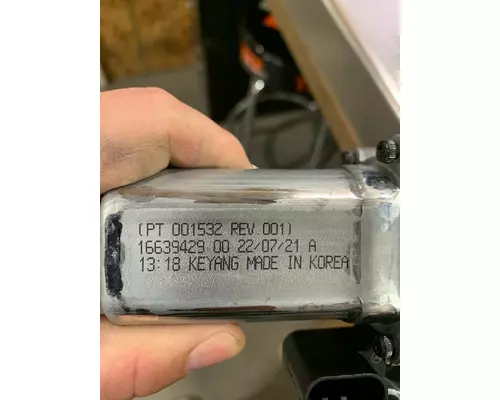 (PT 001532 REV 001)
16639429 00 22/07/21 A
13:18 KEYANG MADE IN KOREA